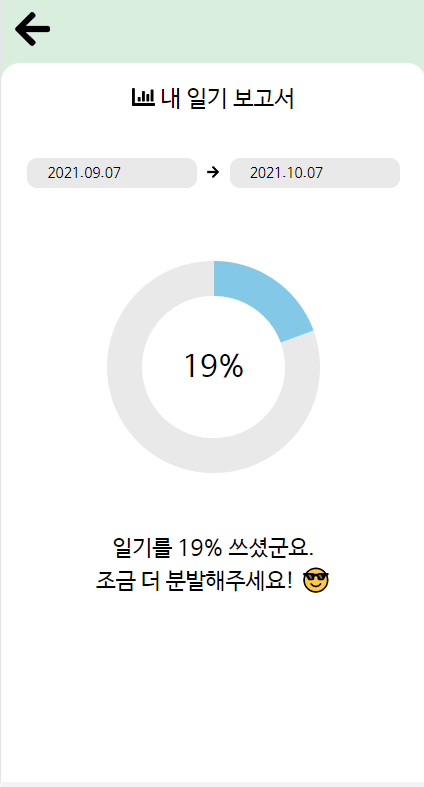 내 일기 보고서
2021.09.07 → 2021.10.07
19%
일기를 19% 쓰셨군요.
조금 더 분발해주세요! 😎